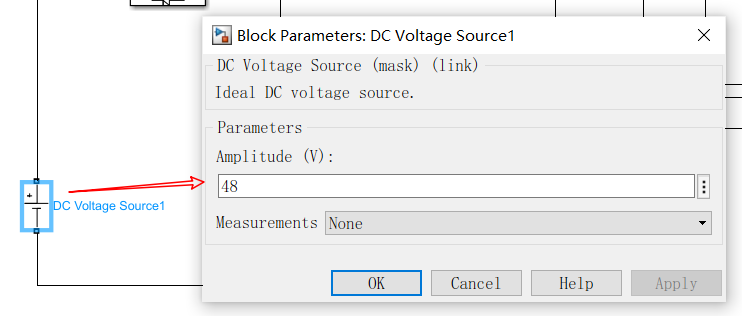 Block Parameters: DC Voltage Source1
DC Voltage Source (mask) (link)
Ideal DC voltage source.
Parameters
Amplitude (V):
48
DC Voltage Source1
Measurements None
OK Cancel Help Apply